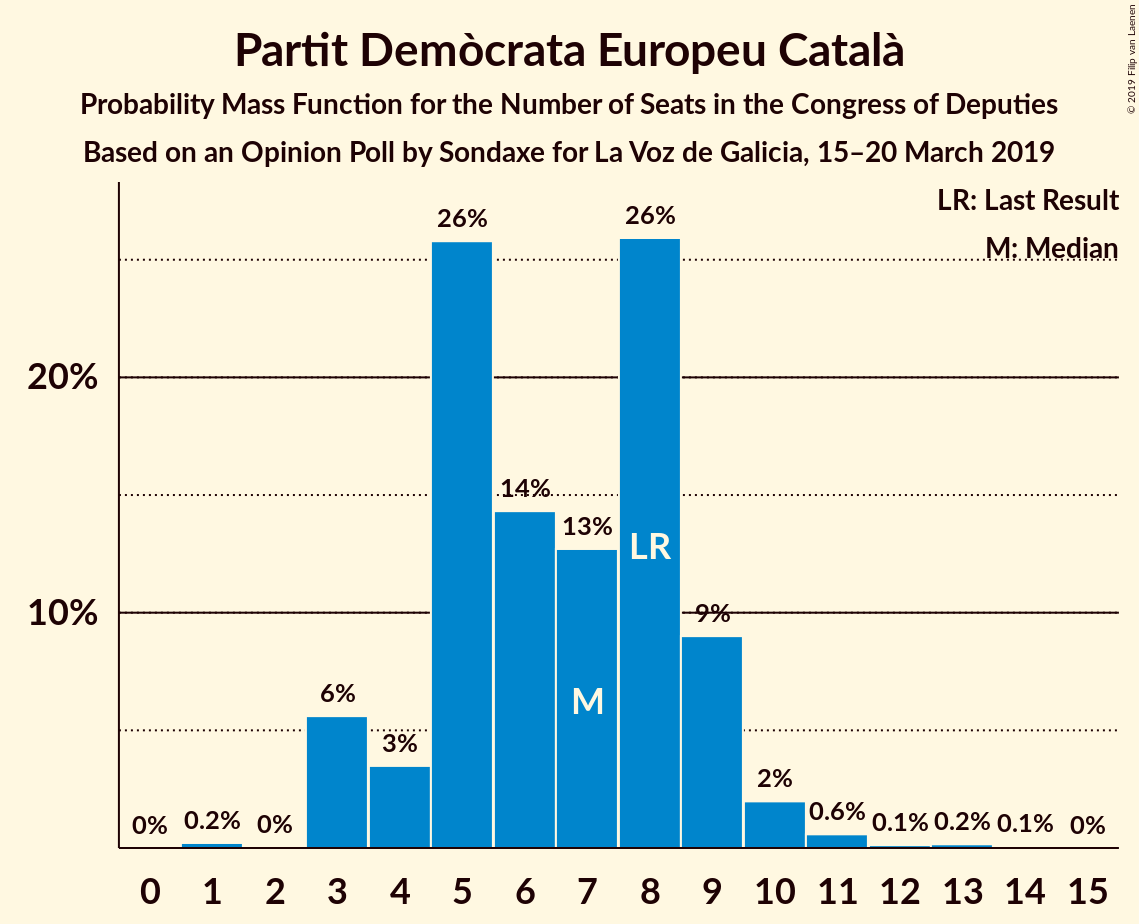 Partit Demòcrata Europeu Català
Probability Mass Function for the Number of Seats in the Congress of Deputies
Based on an Opinion Poll by Sondaxe for La Voz de Galicia, 15–20 March 2019
© 2019 Filip van Laenen
LR: Last Result
M: Median
20%
10%
0% 0.2% 0% 6% 3% 26% 14% 13% 26% 9% 2% 0.6% 0.1% 0.2% 0.1% 0%
LR
M
0 1 2 3 4 5 6 7 8 9 10 11 12 13 14 15